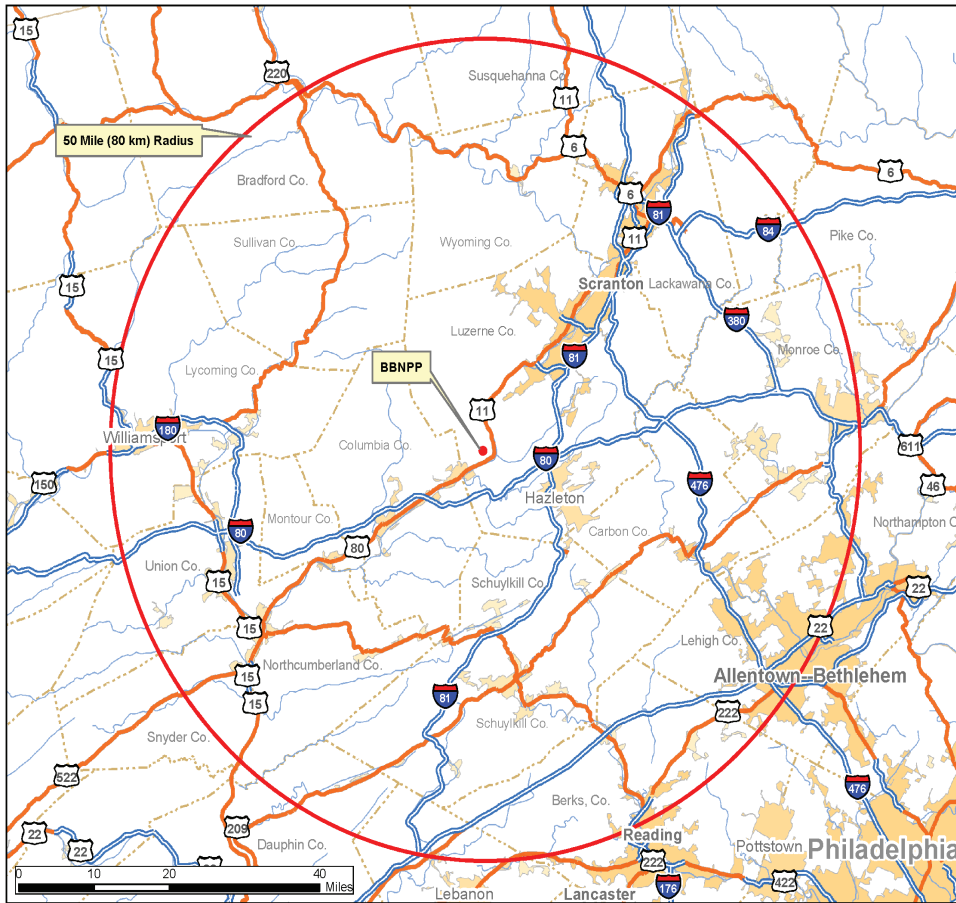 15
220
Susquehanna Co.
11
50 Mile (80 km) Radius
6
6
Bradford Co.
6
81
84
Pike Co.
Sullivan Co.
Wyoming Co.
11
15
Scranton
Lackawana Co.
380
Luzerne Co.
15
81
Monroe Co.
Lycoming Co.
BBNPP
11
180
Williamsport
Columbia Co.
611
80
150
476
46
Hazleton
Montour Co.
Northampton C
80
Carbon Co.
80
Union Co.
15
Schuylkill Co.
22
15
22
Lehigh Co.
Northcumberland Co.
15
Allentown--Bethlehem
81
15
222
Schuylkill Co.
Snyder Co.
522
476
Berks, Co.
209
22
Reading
Dauphin Co.
Pottstown
Philadelphia
22
222
0
10
20
40
Miles
Lebanon
Lancaster
176
422